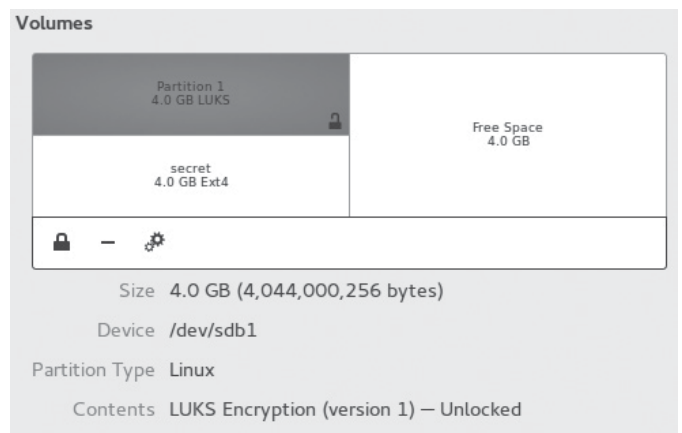 Volumes
Partition 1
4.0 GB LUKS
secret
4.0 GB Ext4
Free Space
4.0 GB
Size 4.0 GB (4,044,000,256 bytes)
Device /dev/sdb1
Partition Type Linux
Contents LUKS Encryption (version 1) — Unlocked